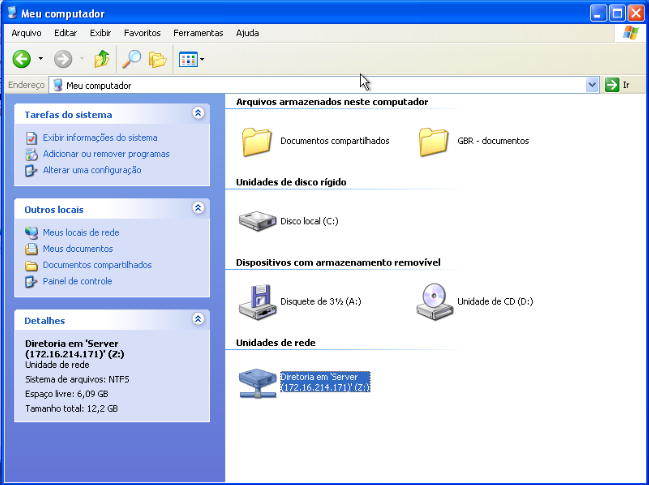 Meu computador
Arquivo Editar Exibir Favoritos Ferramentas Ajuda
Endereço Meu computador Ir
Tarefas do sistema
Exibir informações do sistema
Adicionar ou remover programas
Alterar uma configuração
Outros locais
Meus locais de rede
Meus documentos
Documentos compartilhados
Painel de controle
Detalhes
Diretoria em 'Server
(172.16.214.171)' (Z:)
Unidade de rede
Sistema de arquivos: NTFS
Espaço livre: 6,09 GB
Tamanho total: 12,2 GB
Arquivos armazenados neste computador
Documentos compartilhados
GBR - documentos
Unidades de disco rígido
Disco local (C:)
Dispositivos com armazenamento removível
Disquete de 3½ (A:)
Unidade de CD (D:)
Unidades de rede
Diretoria em 'Server
(172.16.214.171)' (Z:)